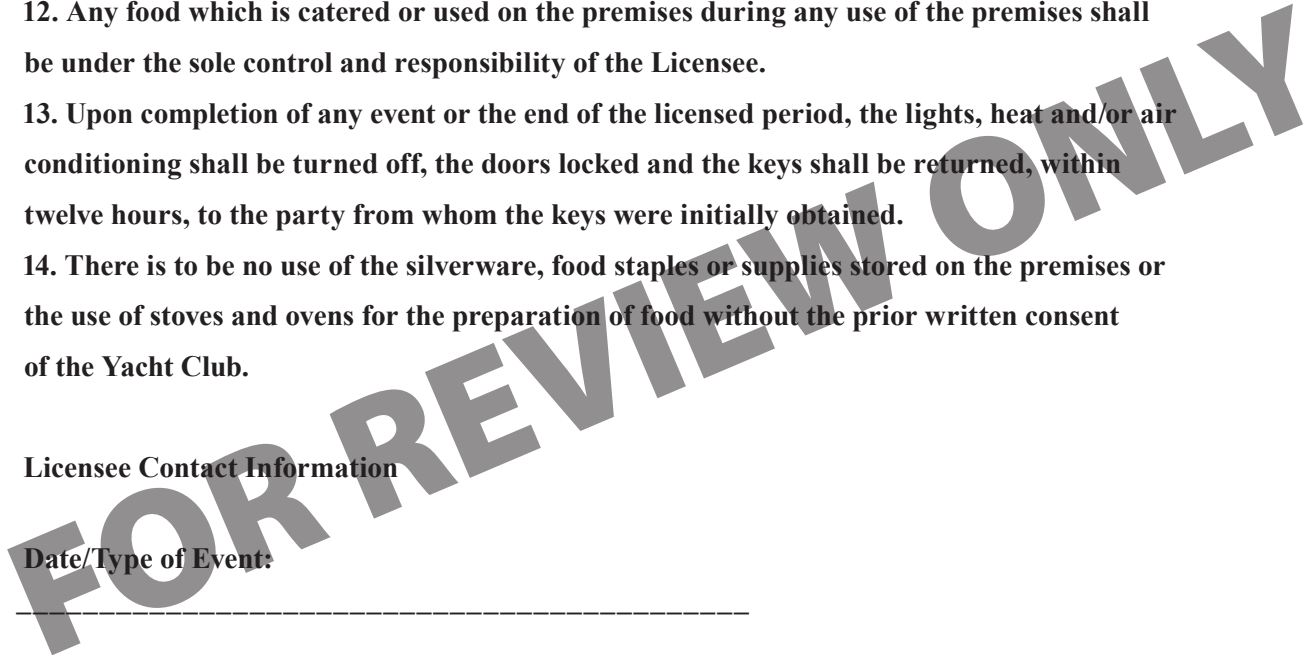 12. Any food which is catered or used on the premises during any use of the premises shall
be under the sole control and responsibility of the Licensee.
13. Upon completion of any event or the end of the licensed period, the lights, heat and/or air
conditioning shall be turned off, the doors locked and the keys shall be returned, within
twelve hours, to the party from whom the keys were initially obtained.
14. There is to be no use of the silverware, food staples or supplies stored on the premises or
the use of stoves and ovens for the preparation of food without the prior written consent
of the Yacht Club.
Licensee Contact Information
Date/Type of Event:
____________________________________________
FOR REVIEW ONLY